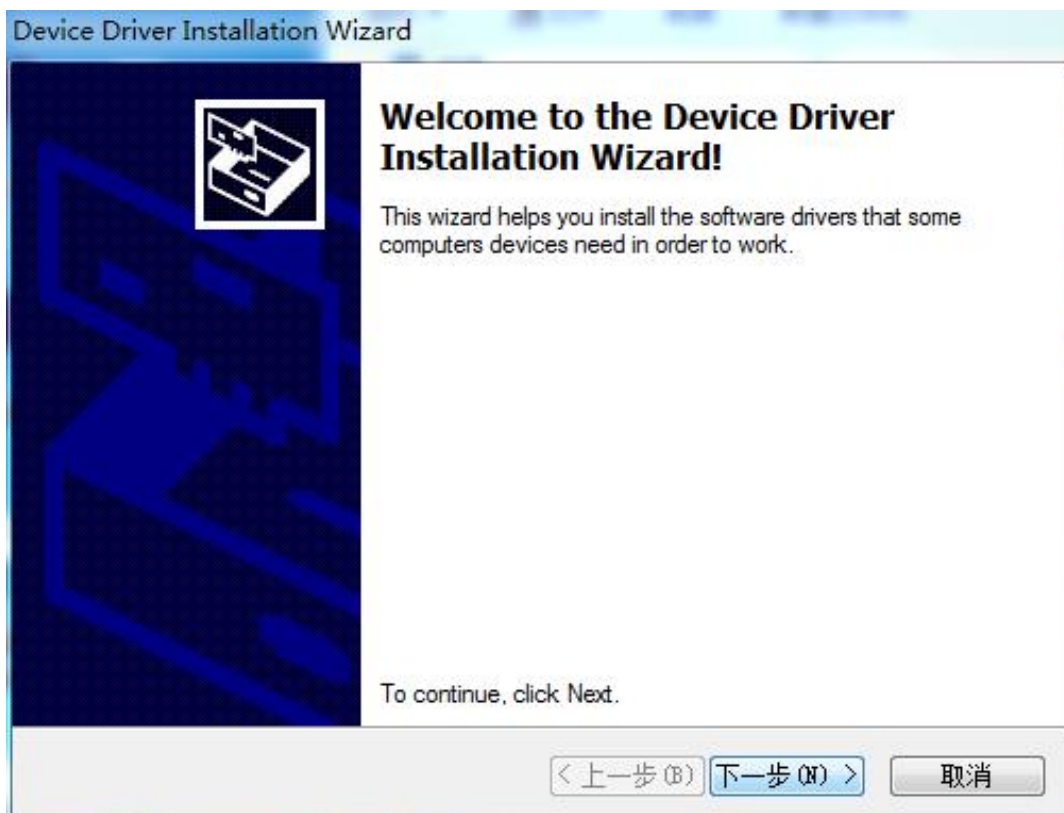 Device Driver Installation Wizard
Welcome to the Device Driver
Installation Wizard!
This wizard helps you install the software drivers that some
computers devices need in order to work.
To continue, click Next.
< 上一步(B) 下一步(N) > 取消